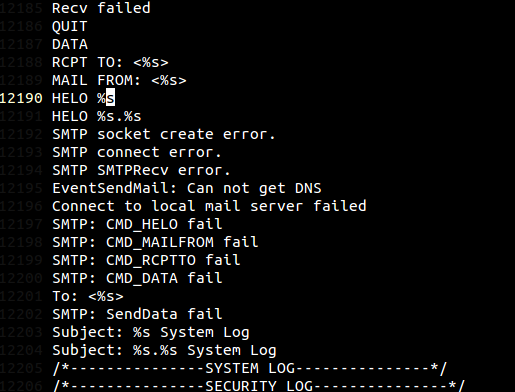 12185 Recv failed
12186 QUIT
12187 DATA
12188 RCPT TO: <%s>
12189 MAIL FROM: <%s>
12190 HELO %s
12191 HELO %s.%s
12192 SMTP socket create error.
12193 SMTP connect error.
12194 SMTP SMTPRecv error.
12195 EventSendMail: Can not get DNS
12196 Connect to local mail server failed
12197 SMTP: CMD_HELO fail
12198 SMTP: CMD_MAILFROM fail
12199 SMTP: CMD_RCPTTO fail
12200 SMTP: CMD_DATA fail
12201 To: <%s>
12202 SMTP: SendData fail
12203 Subject: %s System Log
12204 Subject: %s.%s System Log
12205 /*---------------SYSTEM LOG---------------*/
12206 /*---------------SECURITY LOG---------------*/